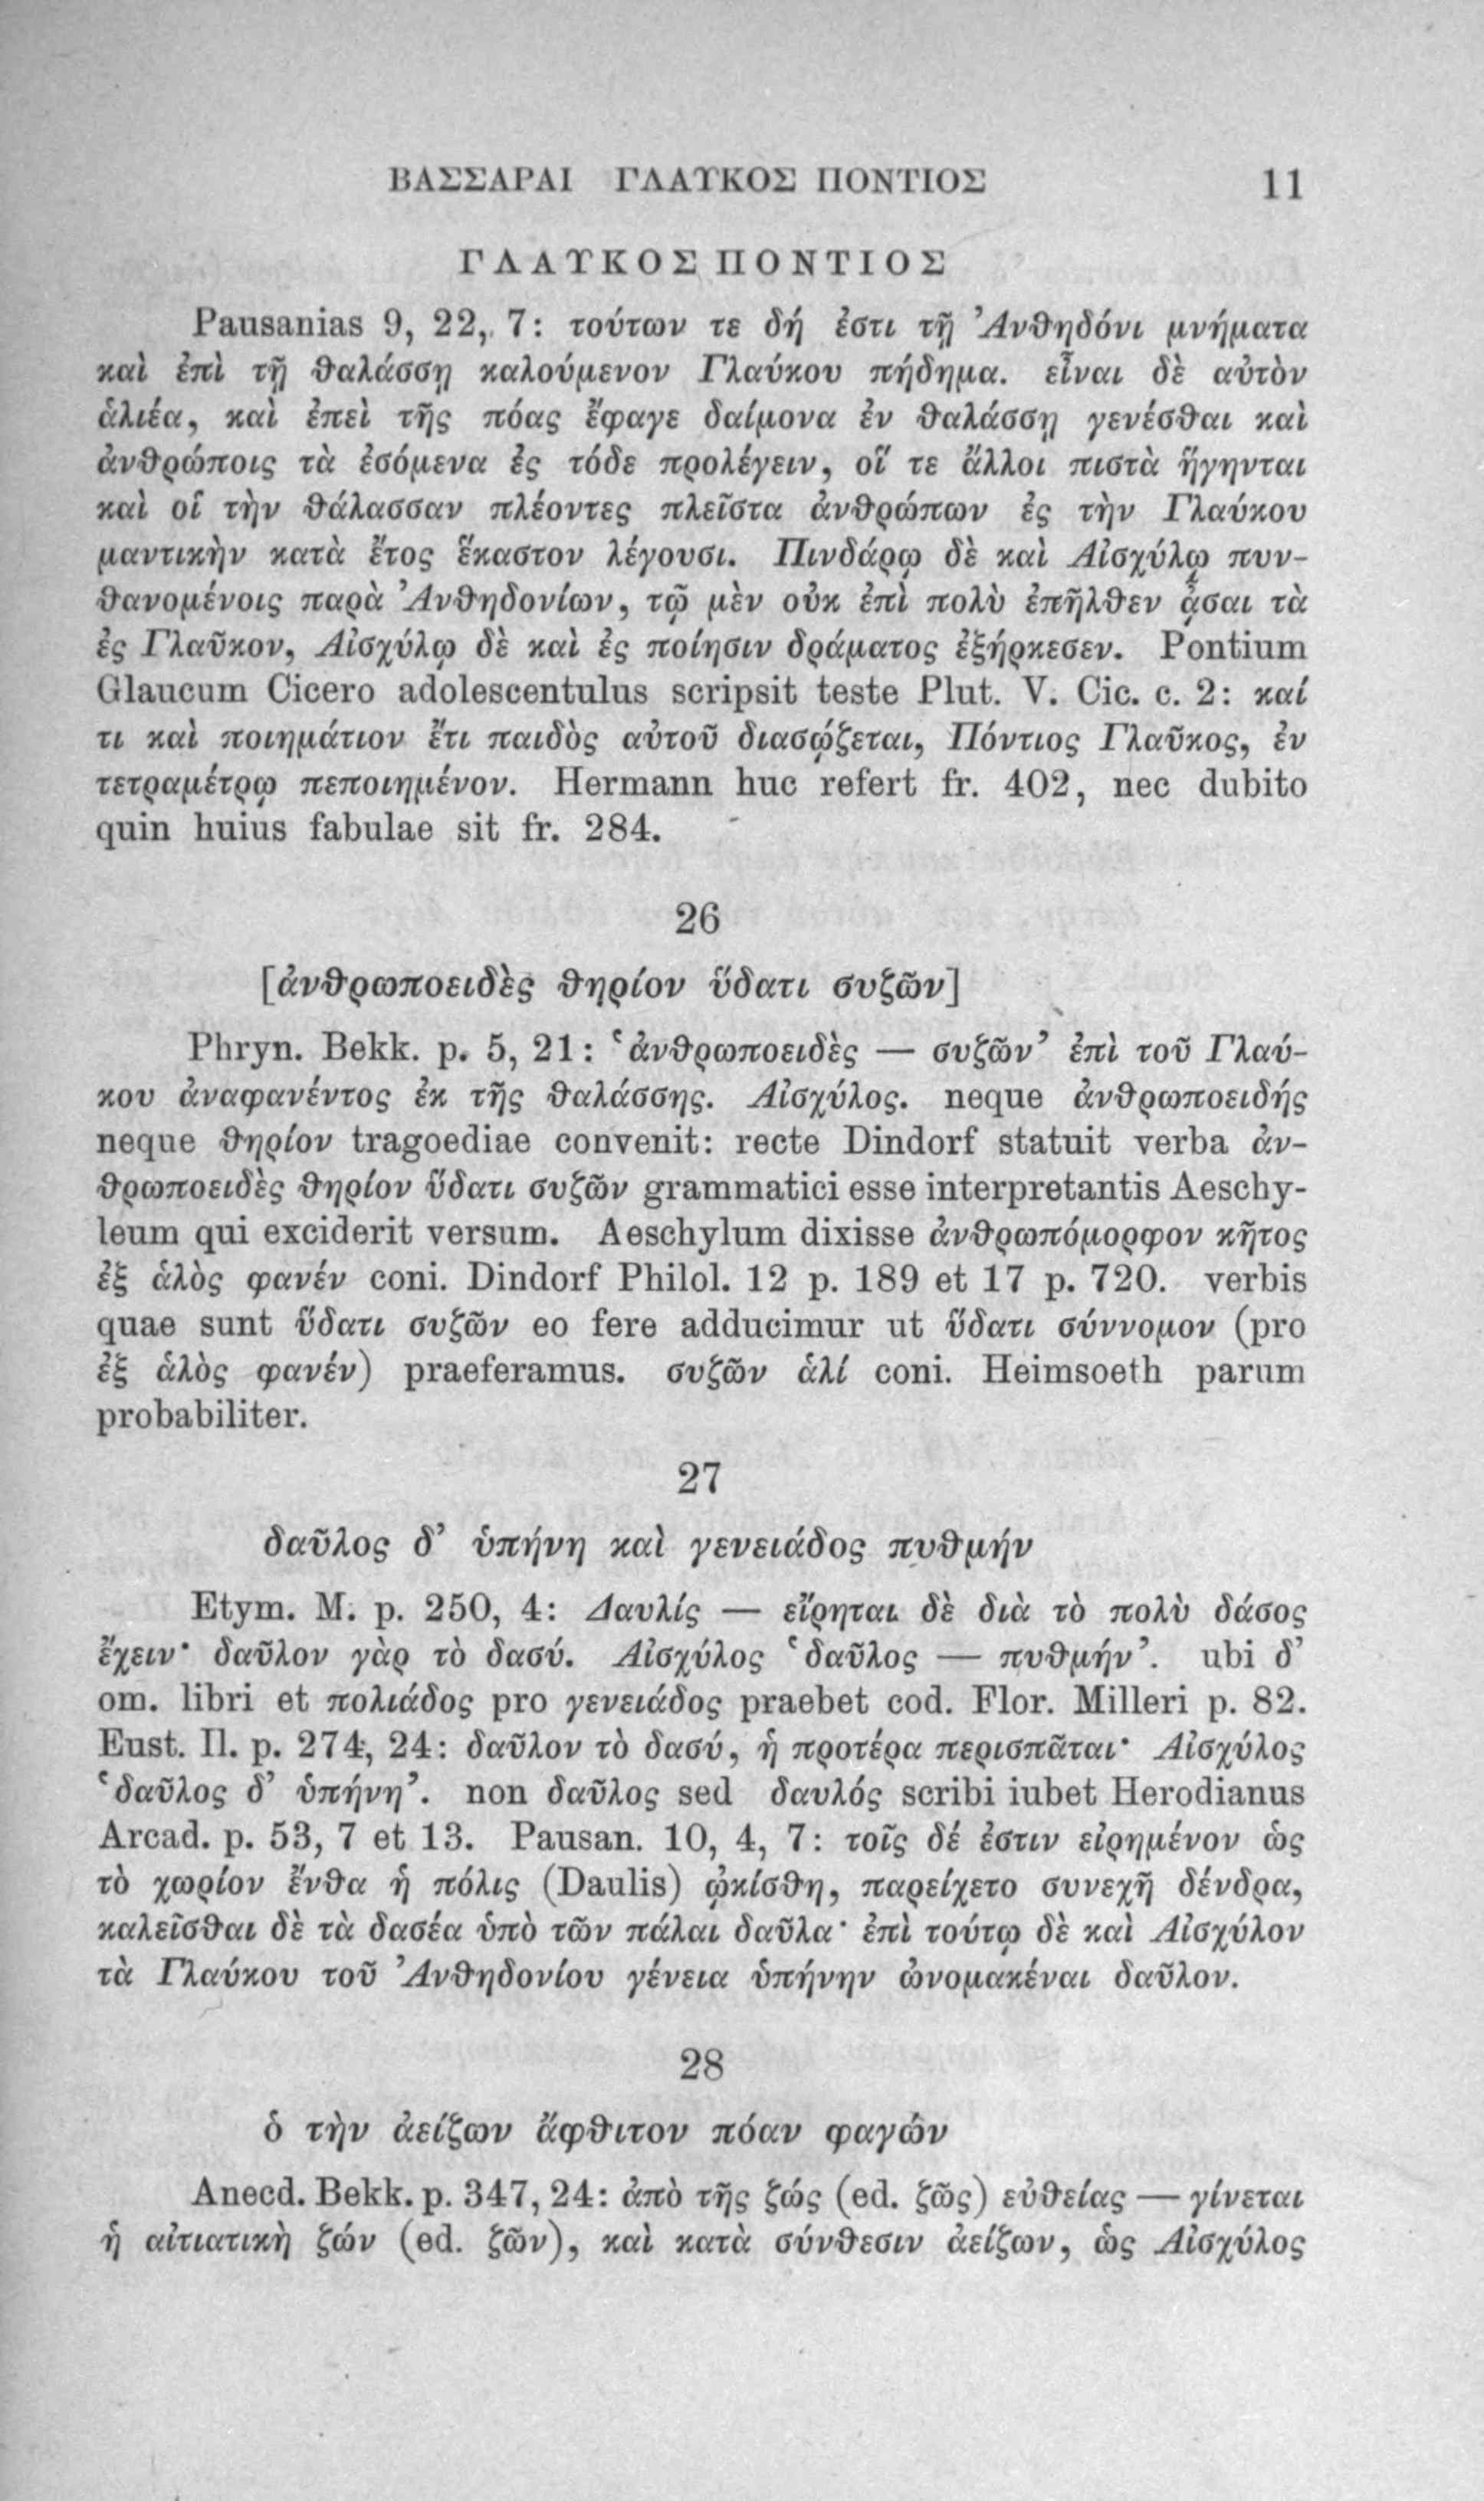 ΒΑΣΣΑΡΑΙ ΓΛΑΥΚΟΣ ΠΟΝΤΙΟΣ 11
ΓΛΑΥΚΟΣ ΠΟΝΤΙΟΣ
Pausanias 9, 22, 7: τούτων τε δή ἐστι τῇ Ἀνθηδόνι μνήματα
καὶ ἐπὶ τῇ θαλάσσῃ καλούμενον Γλαύκου πήδημα. εἶναι δὲ αὐτὸν
ἁλιέα, καὶ ἐπεὶ τῆς πόας ἔφαγε δαίμονα ἐν θαλάσσῃ γενέσθαι καὶ
ἀνθρώποις τὰ ἐσόμενα ἐς τόδε προλέγειν, οἵ τε ἄλλοι πιστὰ ἥγηνται
καὶ οἱ τὴν θάλασσαν πλέοντες πλεῖστα ἀνθρώπων ἐς τὴν Γλαύκου
μαντικὴν κατὰ ἔτος ἕκαστον λέγουσι. Πινδάρῳ δὲ καὶ Αἰσχύλῳ πυν-
θανομένοις παρὰ Ἀνθηδονίων, τῷ μὲν οὐκ ἐπὶ πολὺ ἐπῆλθεν ᾆσαι τὰ
ἐς Γλαῦκον, Αἰσχύλῳ δὲ καὶ ἐς ποίησιν δράματος ἐξήρκεσεν. Pontium
Glaucum Cicero adolescentulus scripsit teste Plut. V. Cic. c. 2: καί
τι καὶ ποιημάτιον ἔτι παιδὸς αὐτοῦ διασῴζεται, Πόντιος Γλαῦκος, ἐν
τετραμέτρῳ πεποιημένον. Hermann huc refert fr. 402, nec dubito
quin huius fabulae sit fr. 284.
26
[ἀνθρωποειδὲς θηρίον ὕδατι συζῶν]
Phryn. Bekk. p. 5, 21: ‘ἀνθρωποειδὲς — συζῶν’ ἐπὶ τοῦ Γλαύ-
κου ἀναφανέντος ἐκ τῆς θαλάσσης. Αἰσχύλος. neque ἀνθρωποειδής
neque θηρίον tragoediae convenit: recte Dindorf statuit verba ἀν-
θρωποειδὲς θηρίον ὕδατι συζῶν grammatici esse interpretantis Aeschy-
leum qui exciderit versum. Aeschylum dixisse ἀνθρωπόμορφον κῆτος
ἐξ ἁλὸς φανέν coni. Dindorf Philol. 12 p. 189 et 17 p. 720. verbis
quae sunt ὕδατι συζῶν eo fere adducimur ut ὕδατι σύννομον (pro
ἐξ ἁλὸς φανέν) praeferamus. συζῶν ἁλί coni. Heimsoeth parum
probabiliter.
27
δαῦλος δ’ ὑπήνη καὶ γενειάδος πυθμήν
Etym. M. p. 250, 4: Δαυλίς — εἴρηται δὲ διὰ τὸ πολὺ δάσος
ἔχειν· δαῦλον γὰρ τὸ δασύ. Αἰσχύλος ‘δαῦλος — πυθμήν’. ubi δ’
om. libri et πολιάδος pro γενειάδος praebet cod. Flor. Milleri p. 82.
Eust. Il. p. 274, 24: δαῦλον τὸ δασύ, ἡ προτέρα περισπᾶται· Αἰσχύλος
‘δαῦλος δ’ ὑπήνη’. non δαῦλος sed δαυλός scribi iubet Herodianus
Arcad. p. 53, 7 et 13. Pausan. 10, 4, 7: τοῖς δέ ἐστιν εἰρημένον ὡς
τὸ χωρίον ἔνθα ἡ πόλις (Daulis) ᾠκίσθη, παρείχετο συνεχῆ δένδρα,
καλεῖσθαι δὲ τὰ δασέα ὑπὸ τῶν πάλαι δαῦλα· ἐπὶ τούτῳ δὲ καὶ Αἰσχύλον
τὰ Γλαύκου τοῦ Ἀνθηδονίου γένεια ὑπήνην ὠνομακέναι δαῦλον.
28
ὁ τὴν ἀείζων ἄφθιτον πόαν φαγών
Anecd. Bekk. p. 347, 24: ἀπὸ τῆς ζώς (ed. ζῶς) εὐθείας — γίνεται
ἡ αἰτιατικὴ ζών (ed. ζῶν), καὶ κατὰ σύνθεσιν ἀείζων, ὡς Αἰσχύλος